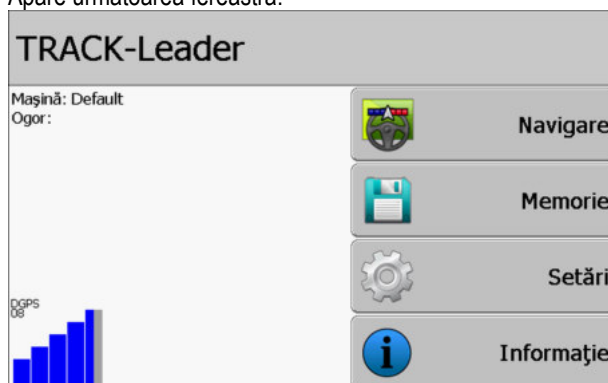 Apare următoarea fereastră:
TRACK-Leader
Maşină: Default
Ogor:
Navigare
Memorie
Setări
Informaţie
DGPS
08